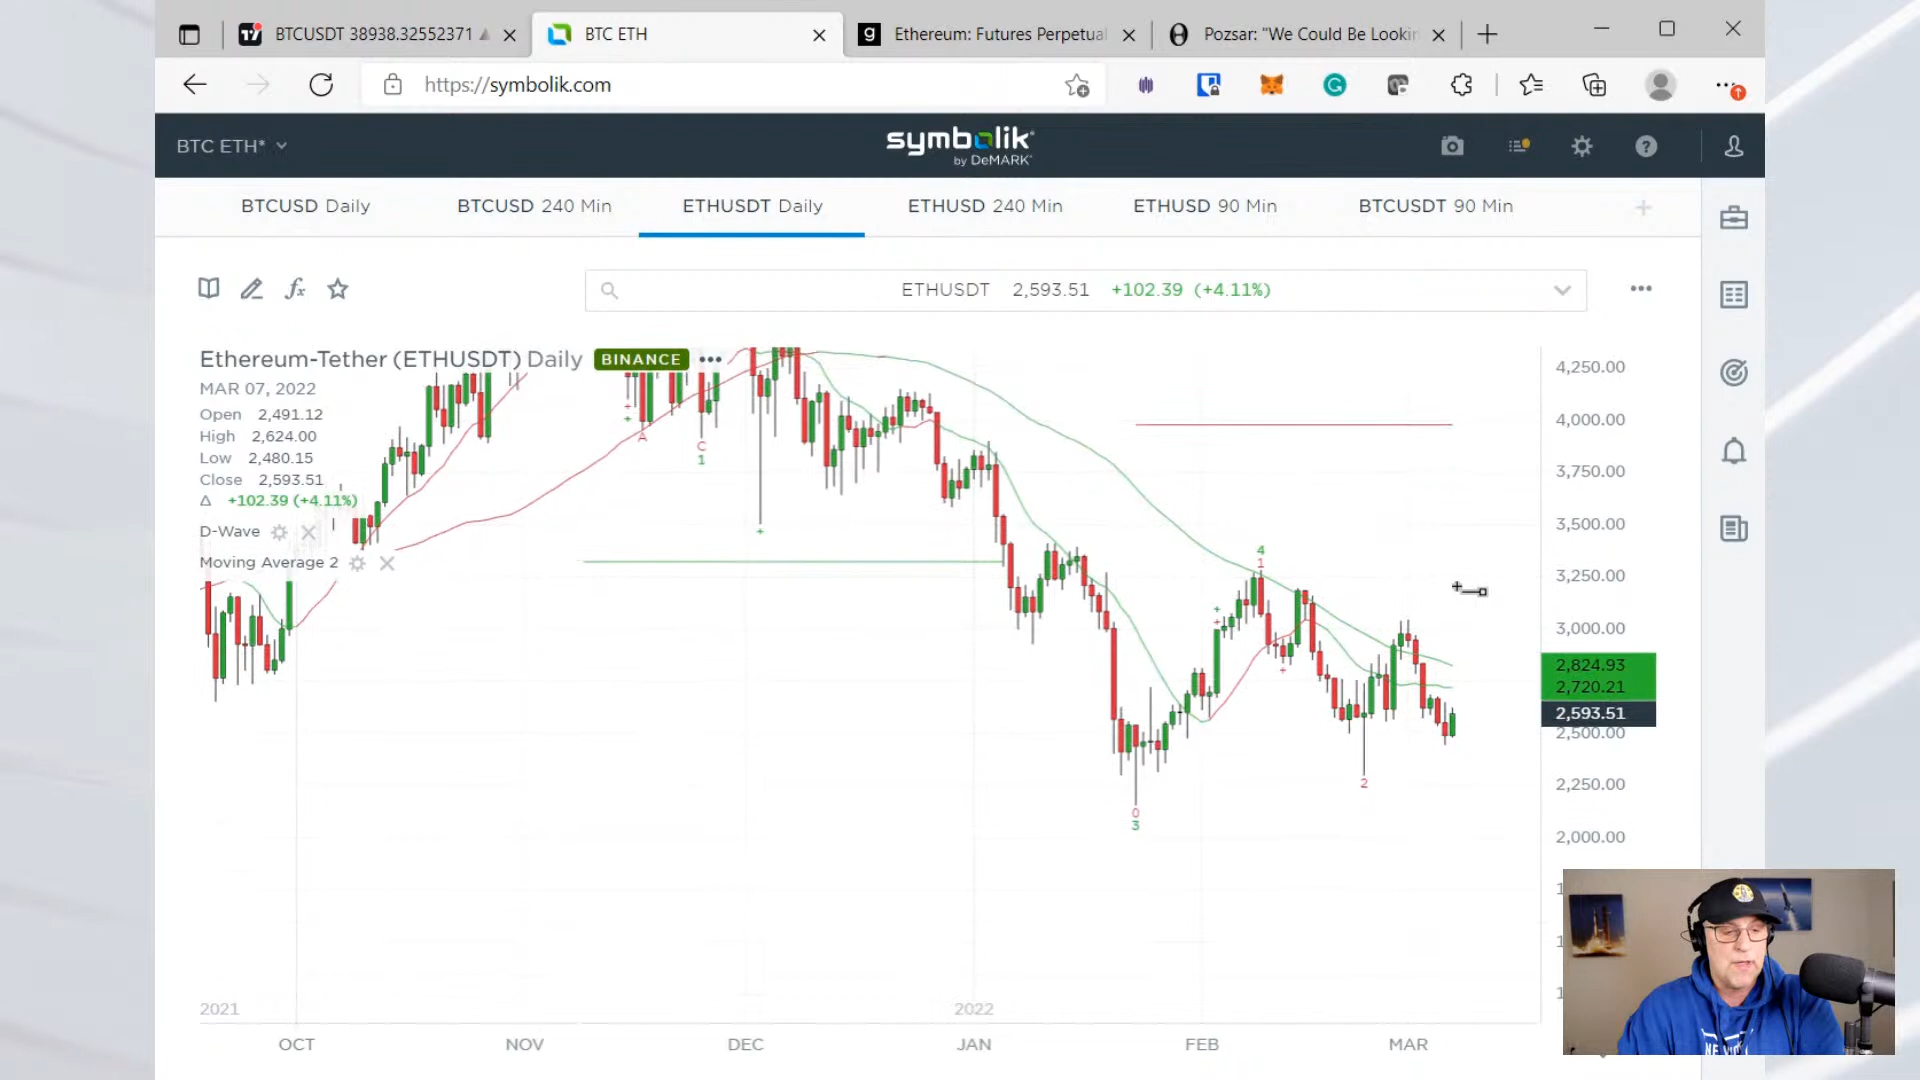 BTCUSDT 38938.32552371
BTC ETH
Ethereum: Futures Perpetual
Pozsar: "We Could Be Lookin
https://symbolik.com
BTC ETH*
symbolik
by DeMARK
BTCUSD Daily
BTCUSD 240 Min
ETHUSDT Daily
ETHUSD 240 Min
ETHUSD 90 Min
BTCUSDT 90 Min
ETHUSDT 2,593.51 +102.39 (+4.11%)
Ethereum-Tether (ETHUSDT) Daily BINANCE
MAR 07, 2022
Open 2,491.12
High 2,624.00
Low 2,480.15
Close 2,593.51
Δ +102.39 (+4.11%)
D-Wave
Moving Average 2
A
C
1
4
1
0
3
2
4,250.00
4,000.00
3,750.00
3,500.00
3,250.00
3,000.00
2,824.93
2,720.21
2,593.51
2,500.00
2,250.00
2,000.00
2021
2022
OCT
NOV
DEC
JAN
FEB
MAR